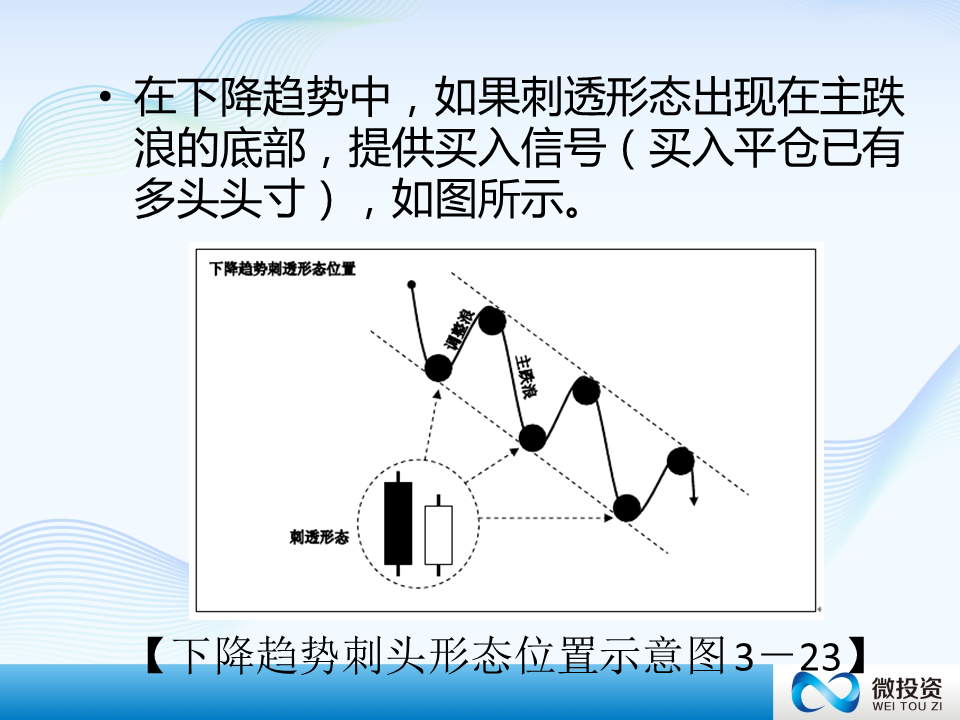 • 在下降趋势中，如果刺透形态出现在主跌
浪的底部，提供买入信号（买入平仓已有
多头头寸），如图所示。
下降趋势刺透形态位置
调整浪
主跌浪
刺透形态
【下降趋势刺头形态位置示意图3－23】
微投资
WEI TOU ZI